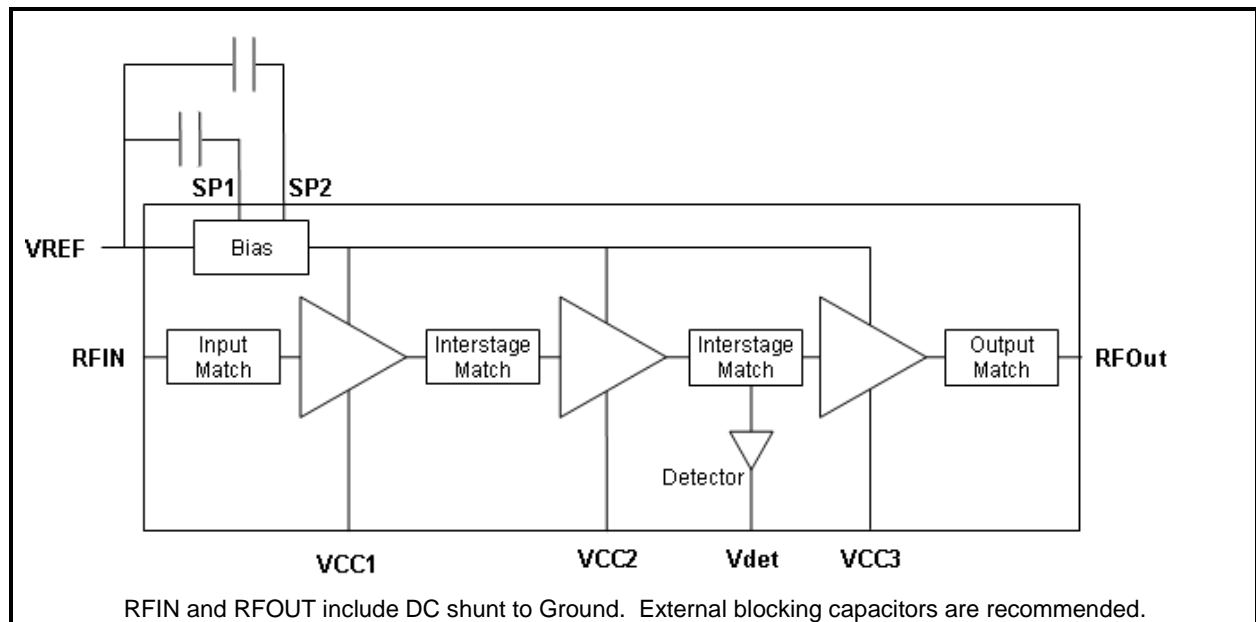 SP1 SP2
VREF
Bias
RFIN
Input
Match
Interstage
Match
Interstage
Match
Output
Match
RFOut
Detector
VCC1
VCC2
Vdet
VCC3
RFIN and RFOUT include DC shunt to Ground. External blocking capacitors are recommended.